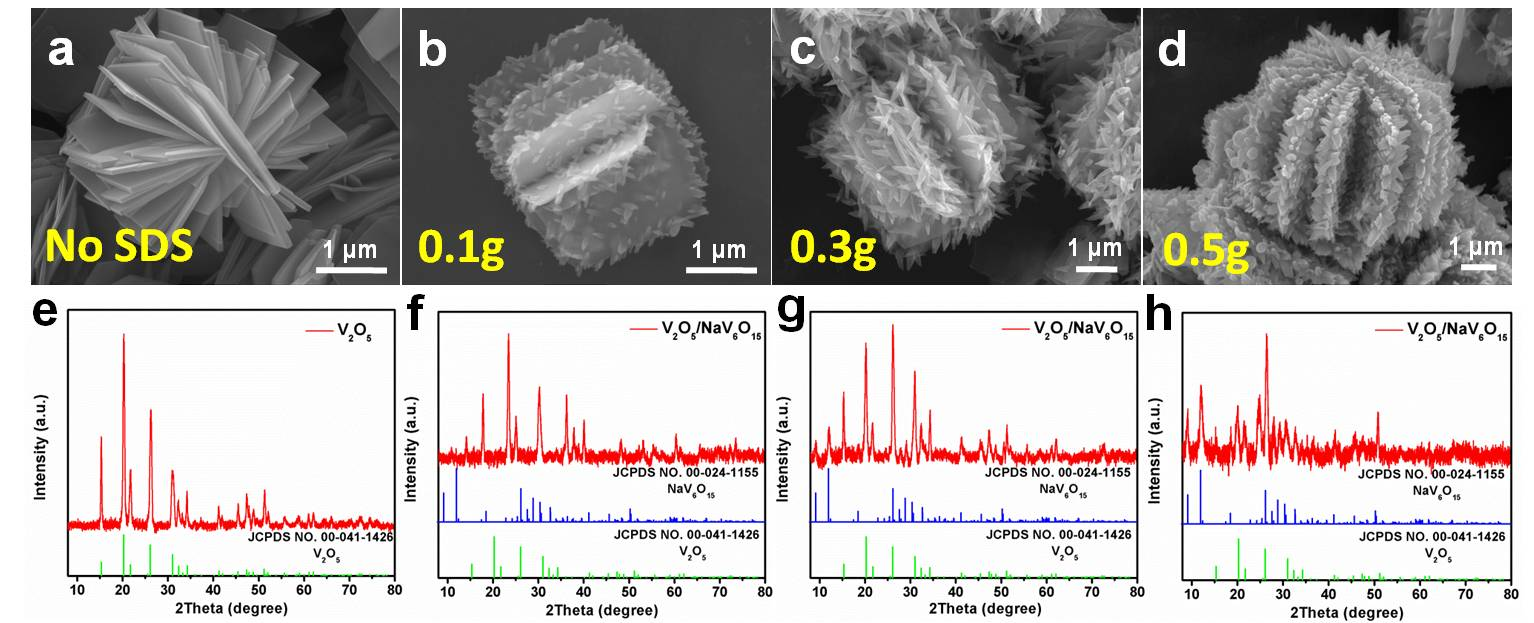 a
No SDS
1 µm
b
0.1g
1 µm
c
0.3g
1 µm
d
0.5g
1 µm
e
V₂O₅
Intensity (a.u.)
JCPDS NO. 00-041-1426
V₂O₅
10 20 30 40 50 60 70 80
2Theta (degree)
f
V₂O₅/NaV₆O₁₅
Intensity (a.u.)
JCPDS NO. 00-024-1155
NaV₆O₁₅
JCPDS NO. 00-041-1426
V₂O₅
10 20 30 40 50 60 70 80
2Theta (degree)
g
V₂O₅/NaV₆O₁₅
Intensity (a.u.)
JCPDS NO. 00-024-1155
NaV₆O₁₅
JCPDS NO. 00-041-1426
V₂O₅
10 20 30 40 50 60 70 80
2Theta (degree)
h
V₂O₅/NaV₆O₁₅
Intensity (a.u.)
JCPDS NO. 00-024-1155
NaV₆O₁₅
JCPDS NO. 00-041-1426
V₂O₅
10 20 30 40 50 60 70 80
2Theta (degree)